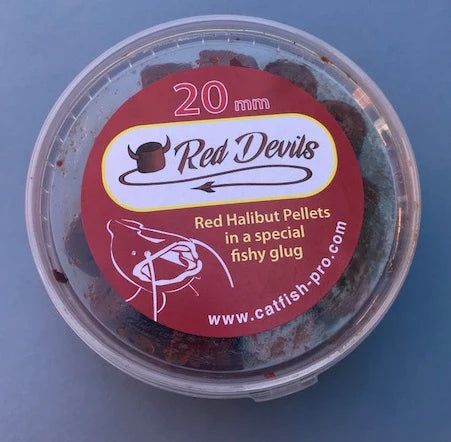 20 mm
Red Devils
Red Halibut Pellets
in a special
fishy glug
www.catfish-pro.com